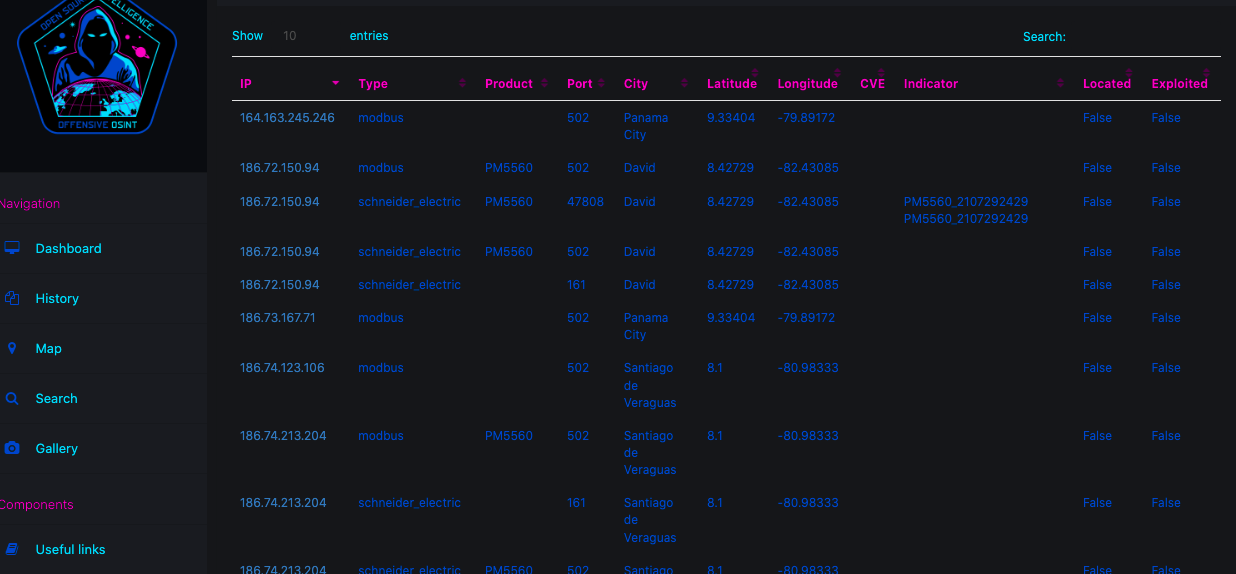 OPEN SOU
TELLIGENCE
OFFENSIVE OSINT
Navigation
Dashboard
History
Map
Search
Gallery
Components
Useful links
Show 10 entries
Search:
IP Type Product Port City Latitude Longitude CVE Indicator Located Exploited
164.163.245.246 modbus 502 Panama 9.33404 -79.89172 False False
City
186.72.150.94 modbus PM5560 502 David 8.42729 -82.43085 False False
186.72.150.94 schneider_electric PM5560 47808 David 8.42729 -82.43085 PM5560_2107292429 False False
PM5560_2107292429
186.72.150.94 schneider_electric PM5560 502 David 8.42729 -82.43085 False False
186.72.150.94 schneider_electric 161 David 8.42729 -82.43085 False False
186.73.167.71 modbus 502 Panama 9.33404 -79.89172 False False
City
186.74.123.106 modbus 502 Santiago 8.1 -80.98333 False False
de
Veraguas
186.74.213.204 modbus PM5560 502 Santiago 8.1 -80.98333 False False
de
Veraguas
186.74.213.204 schneider_electric 161 Santiago 8.1 -80.98333 False False
de
Veraguas
186.74.213.204 schneider_electric PM5560 502 Santiago 8.1 -80.98333 False False